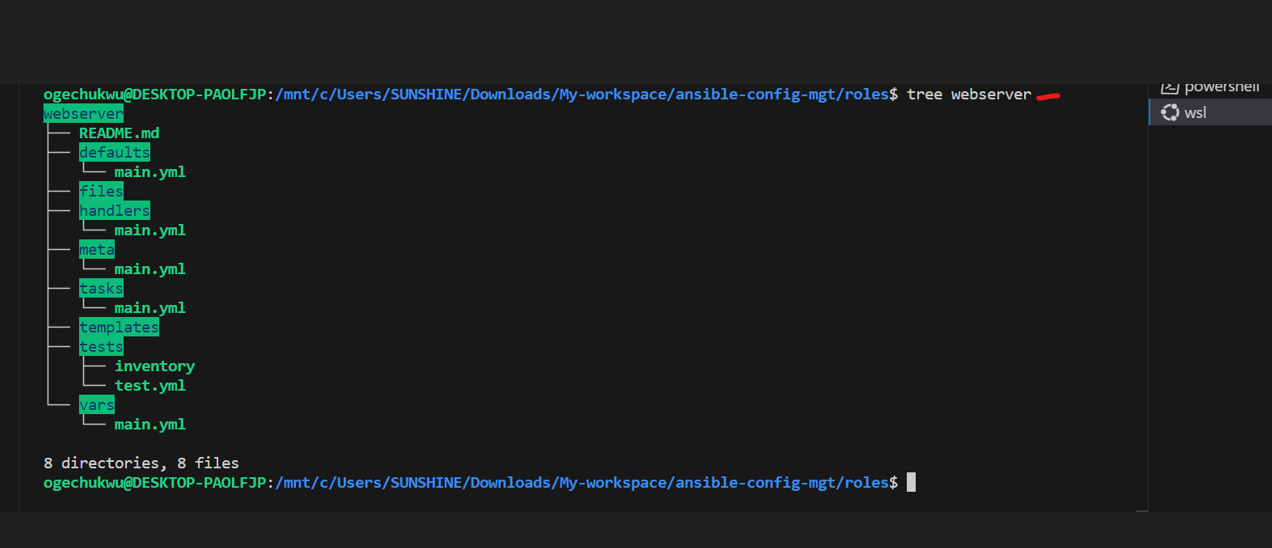 ogechukwu@DESKTOP-PAOLFJP:/mnt/c/Users/SUNSHINE/Downloads/My-workspace/ansible-config-mgt/roles$ tree webserver
webserver
├── README.md
├── defaults
│   └── main.yml
├── files
├── handlers
│   └── main.yml
├── meta
│   └── main.yml
├── tasks
│   └── main.yml
├── templates
├── tests
│   ├── inventory
│   └── test.yml
└── vars
    └── main.yml
8 directories, 8 files
ogechukwu@DESKTOP-PAOLFJP:/mnt/c/Users/SUNSHINE/Downloads/My-workspace/ansible-config-mgt/roles$
powershell
wsl